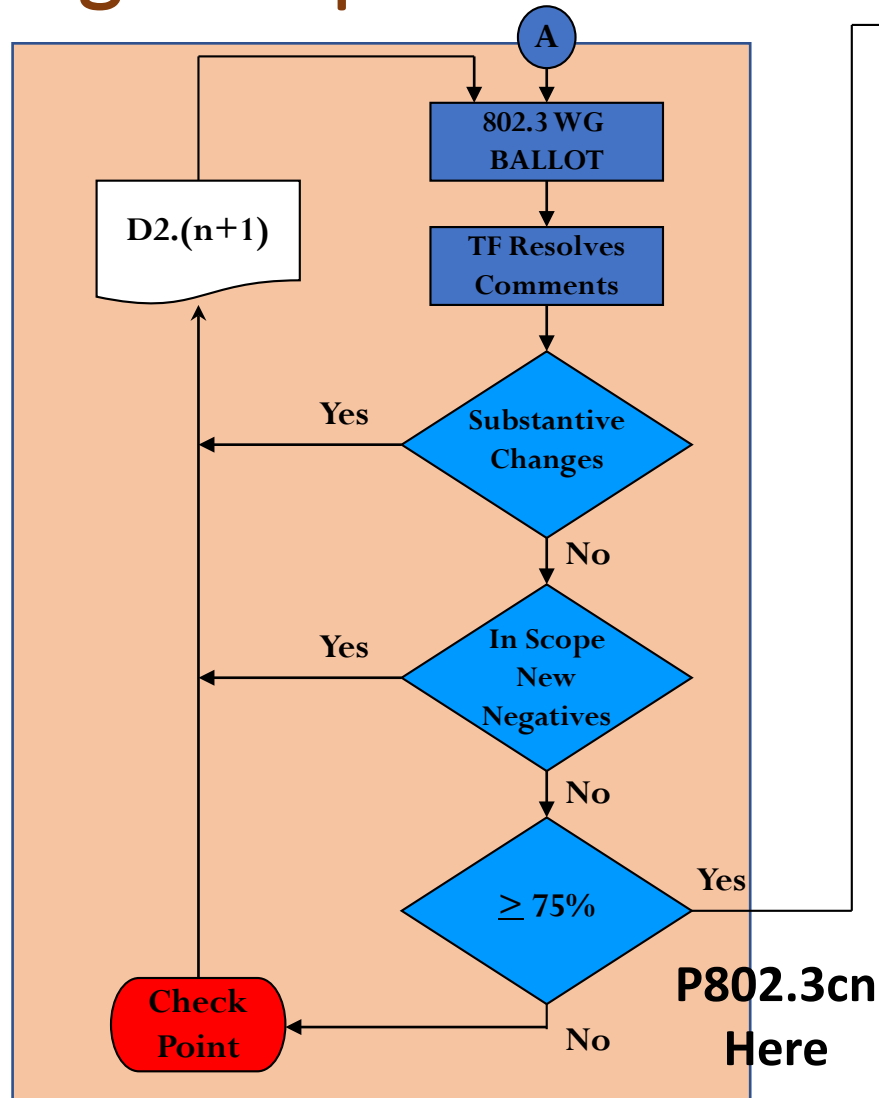 A
802.3 WG
BALLOT
D2.(n+1)
TF Resolves
Comments
Yes
Substantive
Changes
No
Yes
In Scope
New
Negatives
No
≥ 75%
Yes
P802.3cn
Here
Check
Point
No